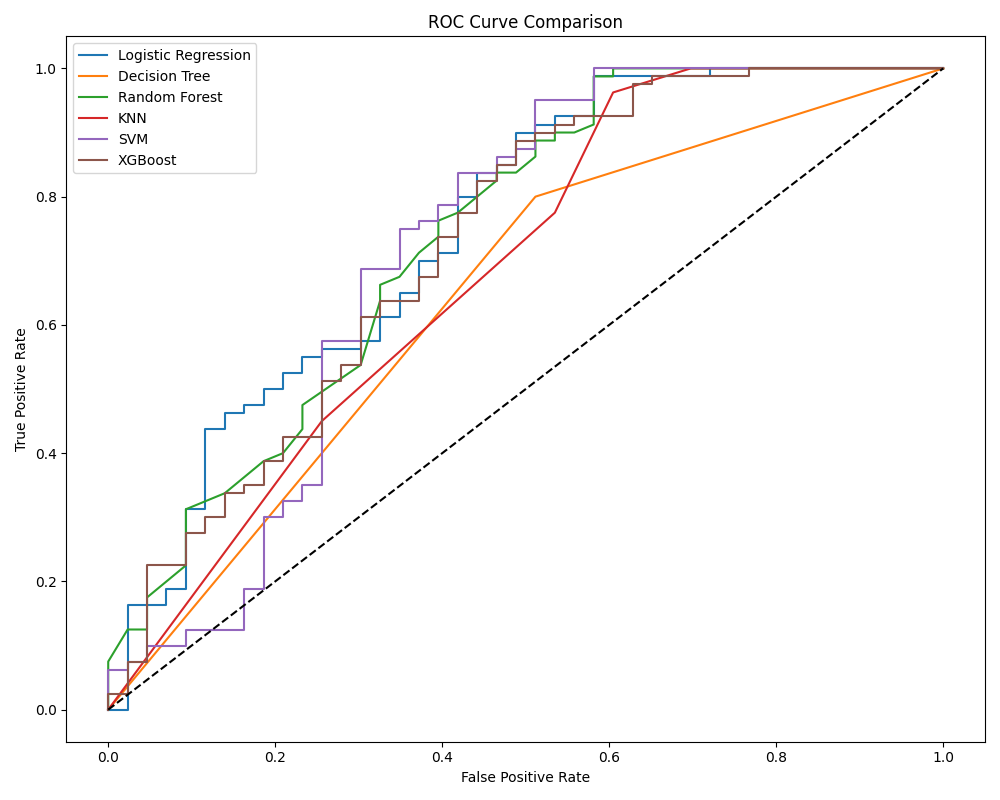 ROC Curve Comparison
Logistic Regression
Decision Tree
Random Forest
KNN
SVM
XGBoost
True Positive Rate
1.0
0.8
0.6
0.4
0.2
0.0
0.0 0.2 0.4 0.6 0.8 1.0
False Positive Rate